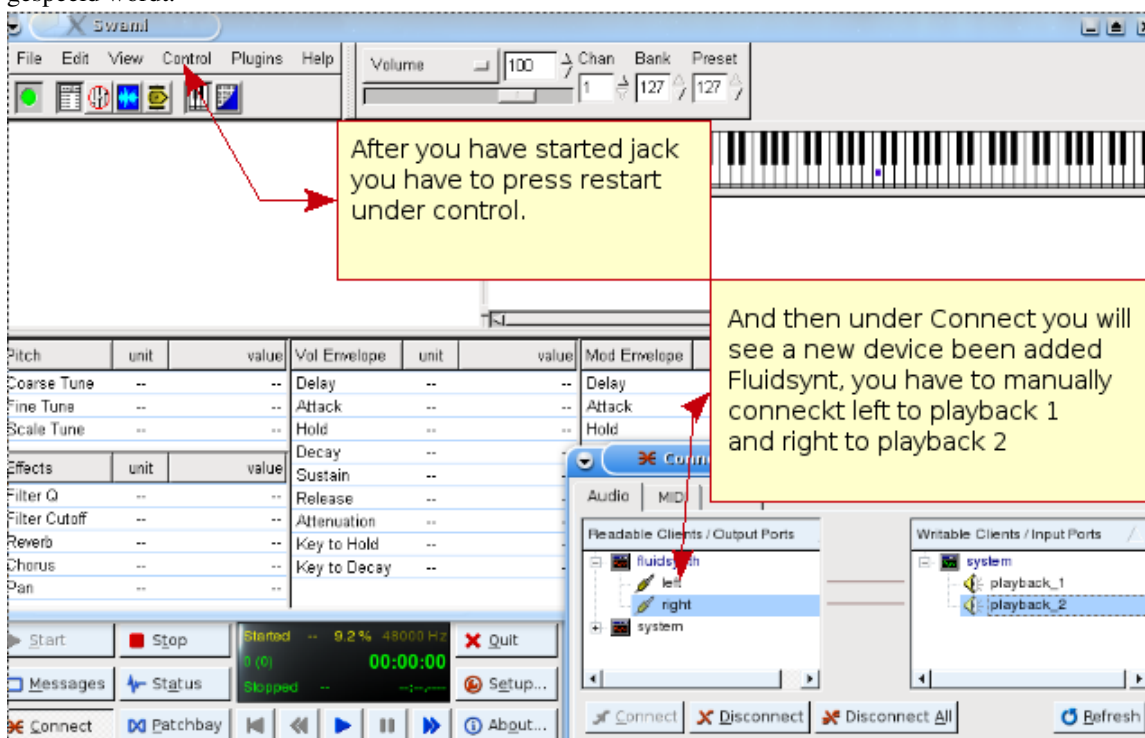 gespeeld wordt.
Swami
File Edit View Control Plugins Help
Volume 100 Chan Bank Preset
1 127 127
After you have started jack
you have to press restart
under control.
And then under Connect you will
see a new device been added
Fluidsynt, you have to manually
conneckt left to playback 1
and right to playback 2
Pitch unit value Vol Envelope unit value Mod Envelope
Coarse Tune -- -- Delay -- -- Delay
Fine Tune -- -- Attack -- -- Attack
Scale Tune -- -- Hold -- -- Hold
Decay --
Effects unit value Sustain --
Filter Q -- -- Release --
Filter Cutoff -- -- Attenuation --
Reverb -- -- Key to Hold --
Chorus -- -- Key to Decay --
Pan -- --
Audio MIDI
Readable Clients / Output Ports Writable Clients / Input Ports
fluidsynth system
left playback_1
right playback_2
system
Start Stop Started -- 9.2 % 48000 Hz Quit
0 (0) 00:00:00
Messages Status Stopped -- --:--.---- Setup...
Connect Patchbay About...
Connect Disconnect Disconnect All Refresh